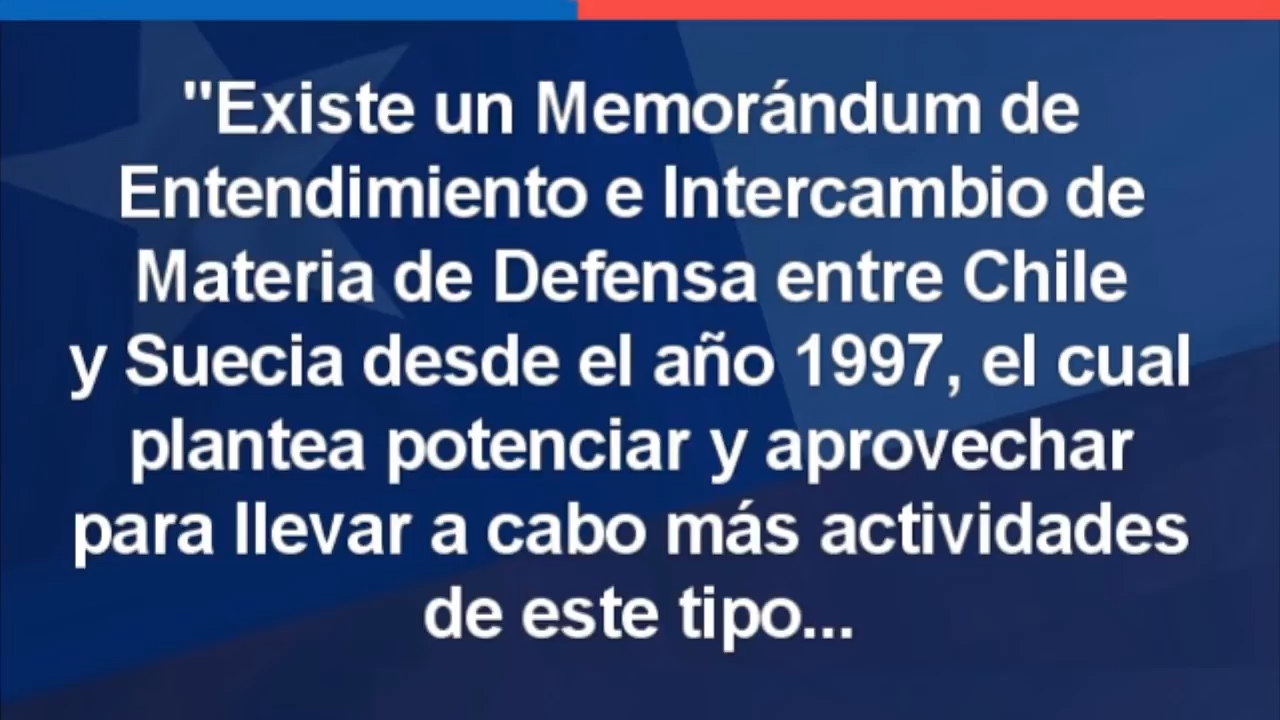 "Existe un Memorándum de
Entendimiento e Intercambio de
Materia de Defensa entre Chile
y Suecia desde el año 1997, el cual
plantea potenciar y aprovechar
para llevar a cabo más actividades
de este tipo...